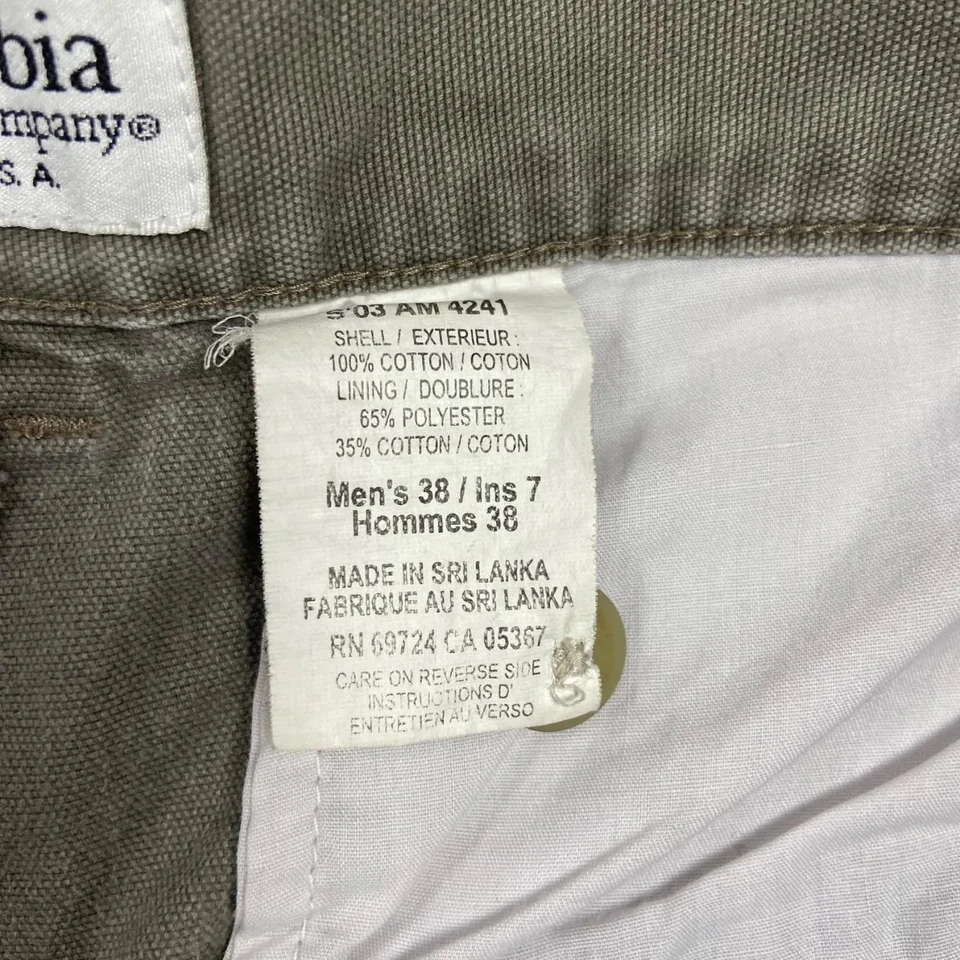 bia
mpany®
S. A.
S'03 AM 4241
SHELL / EXTERIEUR :
100% COTTON / COTON
LINING / DOUBLURE :
65% POLYESTER
35% COTTON / COTON
Men's 38 / Ins 7
Hommes 38
MADE IN SRI LANKA
FABRIQUE AU SRI LANKA
RN 69724 CA 05367
CARE ON REVERSE SIDE
INSTRUCTIONS D'
ENTRETIEN AU VERSO